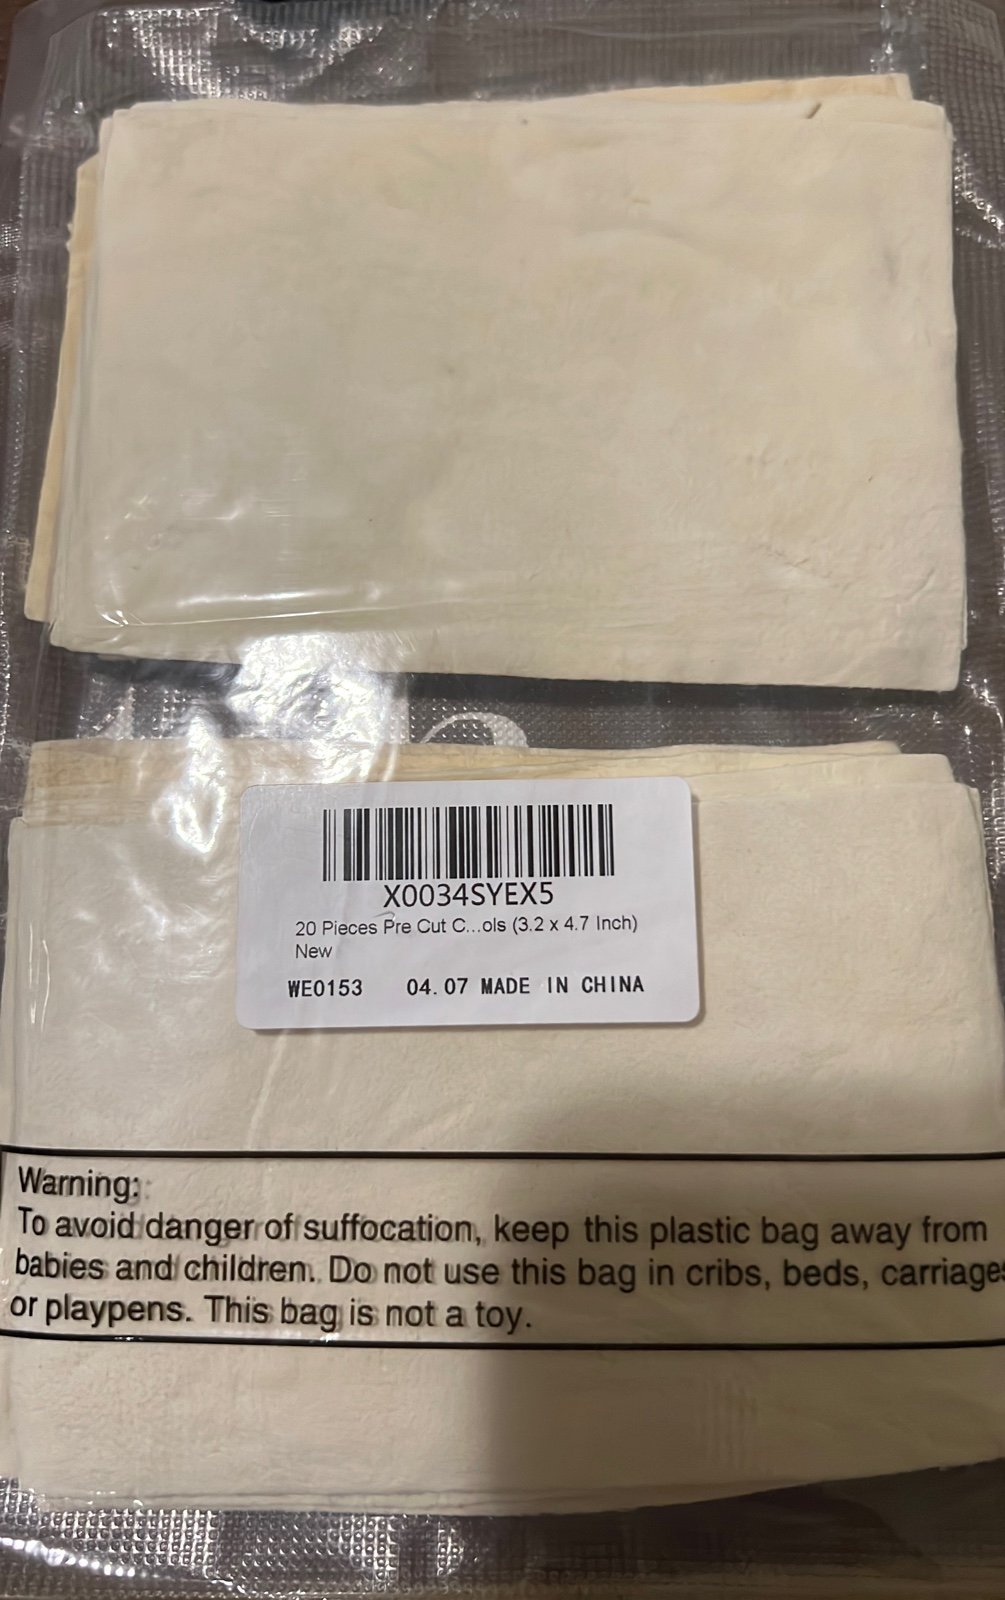 X0034SYEX5
20 Pieces Pre Cut C...ols (3.2 x 4.7 Inch)
New
WE0153 04.07 MADE IN CHINA
Warning:
To avoid danger of suffocation, keep this plastic bag away from
babies and children. Do not use this bag in cribs, beds, carriages
or playpens. This bag is not a toy.